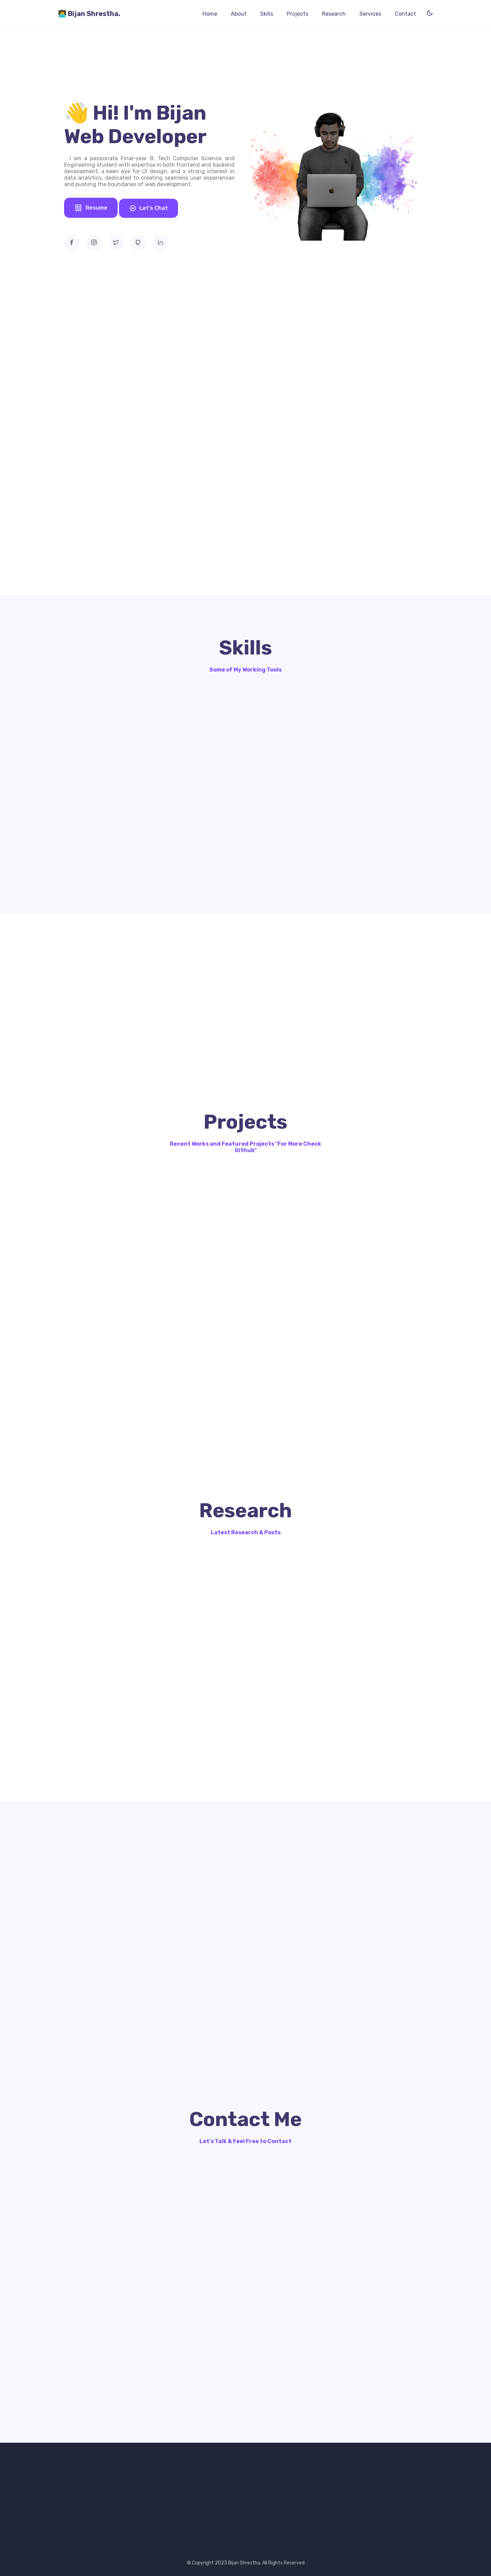 Bijan Shrestha.
Home
About
Skills
Projects
Research
Services
Contact
Hi! I'm Bijan
Web Developer
I am a passionate Final-year B. Tech Computer Science and
Engineering student with expertise in both frontend and backend
development, a keen eye for UI design, and a strong interest in
data analytics, dedicated to creating seamless user experiences
and pushing the boundaries of web development.
Resume
Let's Chat
Skills
Some of My Working Tools
Projects
Recent Works and Featured Projects "For More Check
Github"
Research
Latest Research & Posts
Contact Me
Let's Talk & Feel Free to Contact
© Copyright 2023 Bijan Shrestha. All Rights Reserved